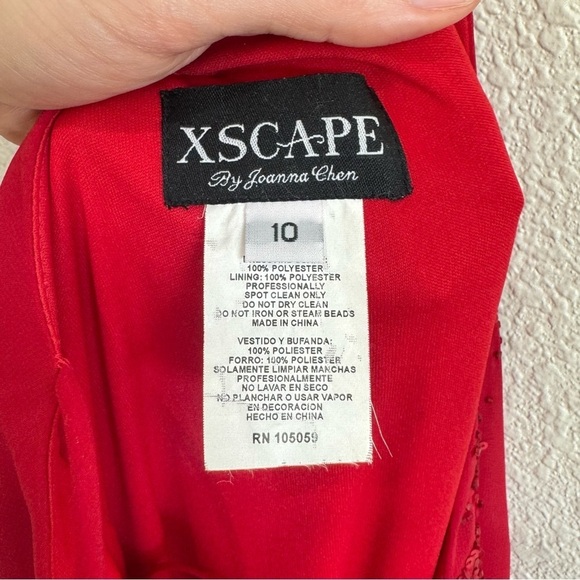 XSCAPE
By Joanna Chen
10
100% POLYESTER
LINING: 100% POLYESTER
PROFESSIONALLY
SPOT CLEAN ONLY
DO NOT DRY CLEAN
DO NOT IRON OR STEAM BEADS
MADE IN CHINA
VESTIDO Y BUFANDA:
100% POLIESTER
FORRO: 100% POLIESTER
SOLAMENTE LIMPIAR MANCHAS
PROFESIONALMENTE
NO LAVAR EN SECO
NO PLANCHAR O USAR VAPOR
EN DECORACION
HECHO EN CHINA
RN 105059